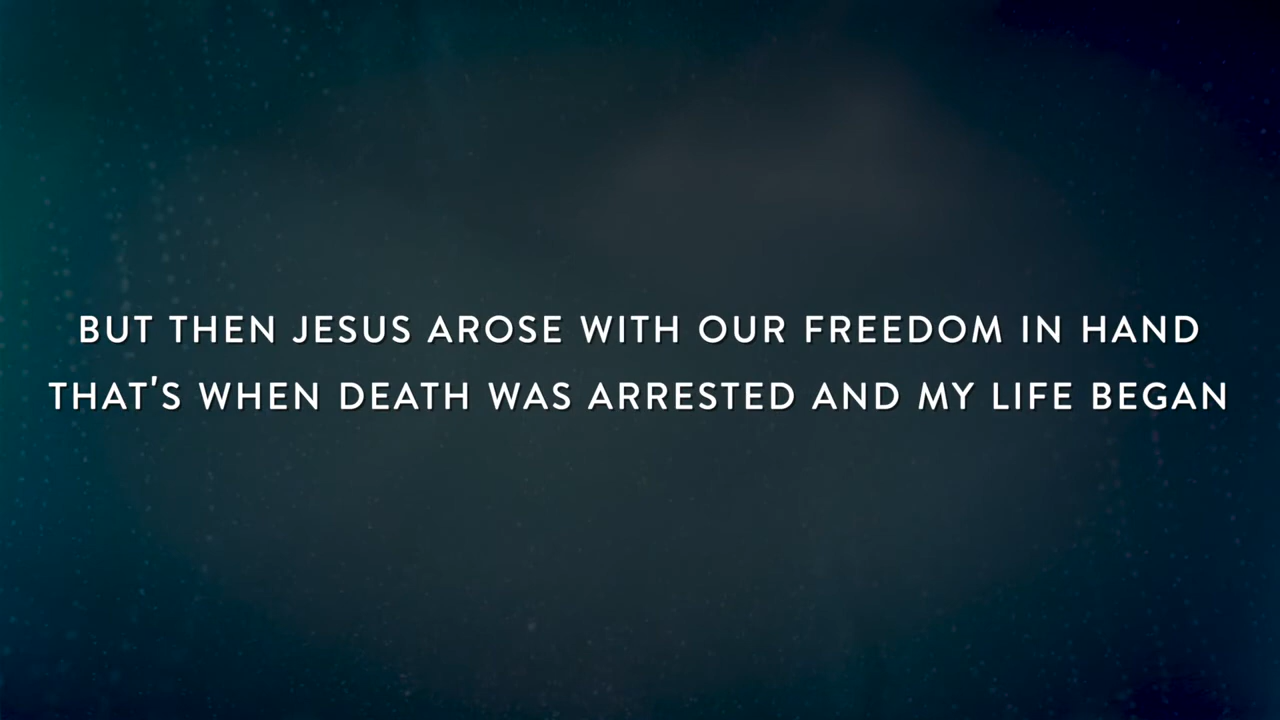 BUT THEN JESUS AROSE WITH OUR FREEDOM IN HAND
THAT'S WHEN DEATH WAS ARRESTED AND MY LIFE BEGAN